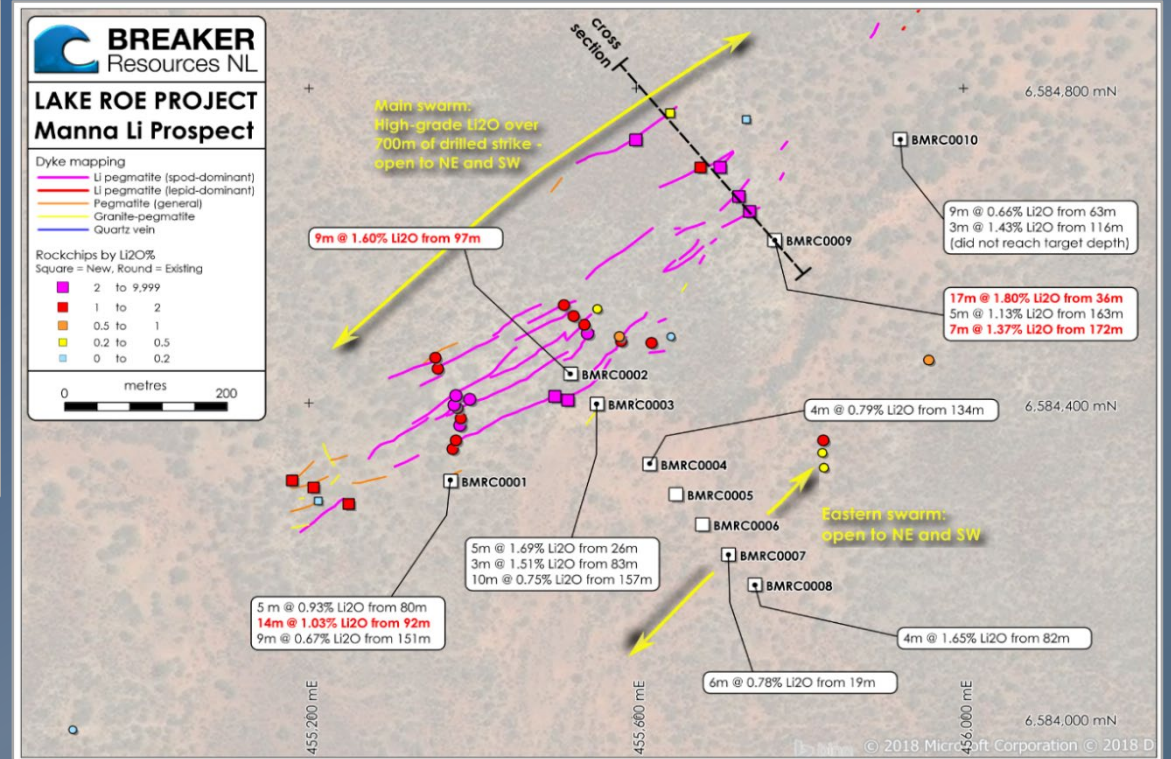 BREAKER
Resources NL
LAKE ROE PROJECT
Manna Li Prospect
Dyke mapping
Li pegmatite (spod-dominant)
Li pegmatite (lepid-dominant)
Pegmatite (general)
Granite-pegmatite
Quartz vein
Rockchips by Li2O%
Square = New, Round = Existing
2 to 9,999
1 to 2
0.5 to 1
0.2 to 0.5
0 to 0.2
metres
0 200
cross
section
6,584,800 mN
Main swarm:
High-grade Li2O over
700m of drilled strike -
open to NE and SW
BMRC0010
9m @ 0.66% Li2O from 63m
3m @ 1.43% Li2O from 116m
(did not reach target depth)
9m @ 1.60% Li2O from 97m
BMRC0009
17m @ 1.80% Li2O from 36m
5m @ 1.13% Li2O from 163m
7m @ 1.37% Li2O from 172m
BMRC0002
BMRC0003
6,584,400 mN
4m @ 0.79% Li2O from 134m
BMRC0004
BMRC0001
BMRC0005
BMRC0006
Eastern swarm:
open to NE and SW
BMRC0007
5m @ 1.69% Li2O from 26m
3m @ 1.51% Li2O from 83m
10m @ 0.75% Li2O from 157m
BMRC0008
5 m @ 0.93% Li2O from 80m
14m @ 1.03% Li2O from 92m
9m @ 0.67% Li2O from 151m
4m @ 1.65% Li2O from 82m
6m @ 0.78% Li2O from 19m
455,200 mE
455,600 mE
456,000 mE
6,584,000 mN
© 2018 Microsoft Corporation © 2018 D